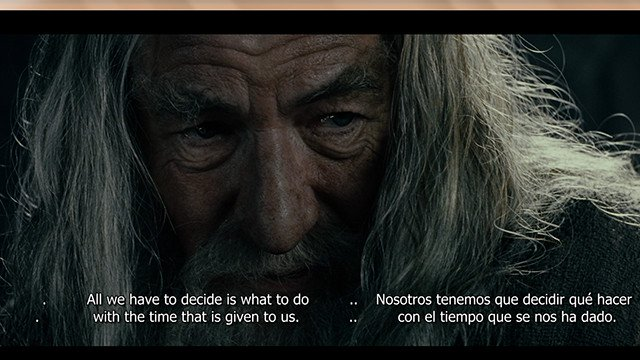 . All we have to decide is what to do
. with the time that is given to us.
.. Nosotros tenemos que decidir qué hacer
.. con el tiempo que se nos ha dado.